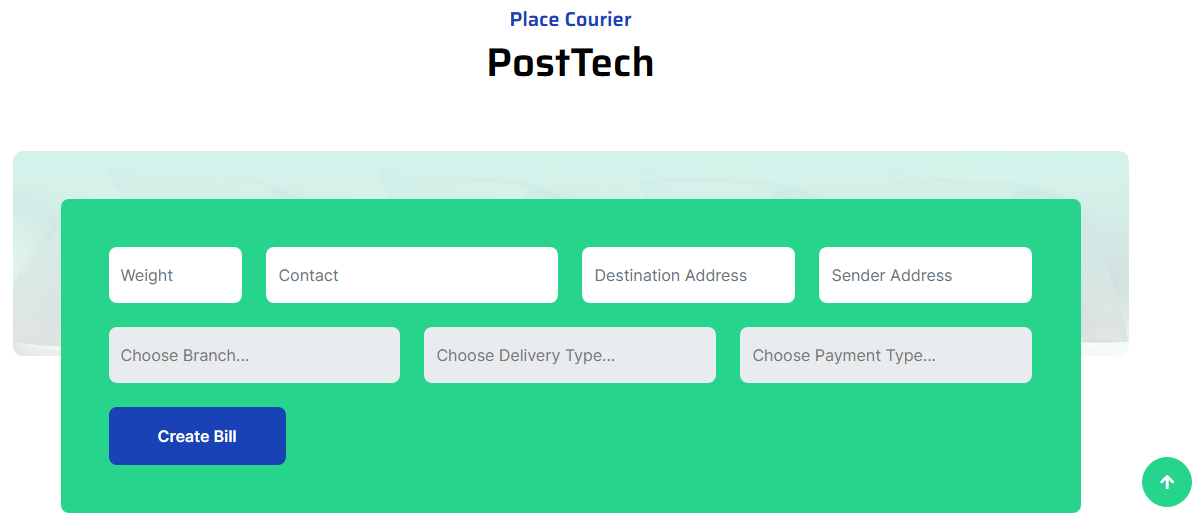 Place Courier
PostTech
Weight Contact Destination Address Sender Address
Choose Branch... Choose Delivery Type... Choose Payment Type...
Create Bill